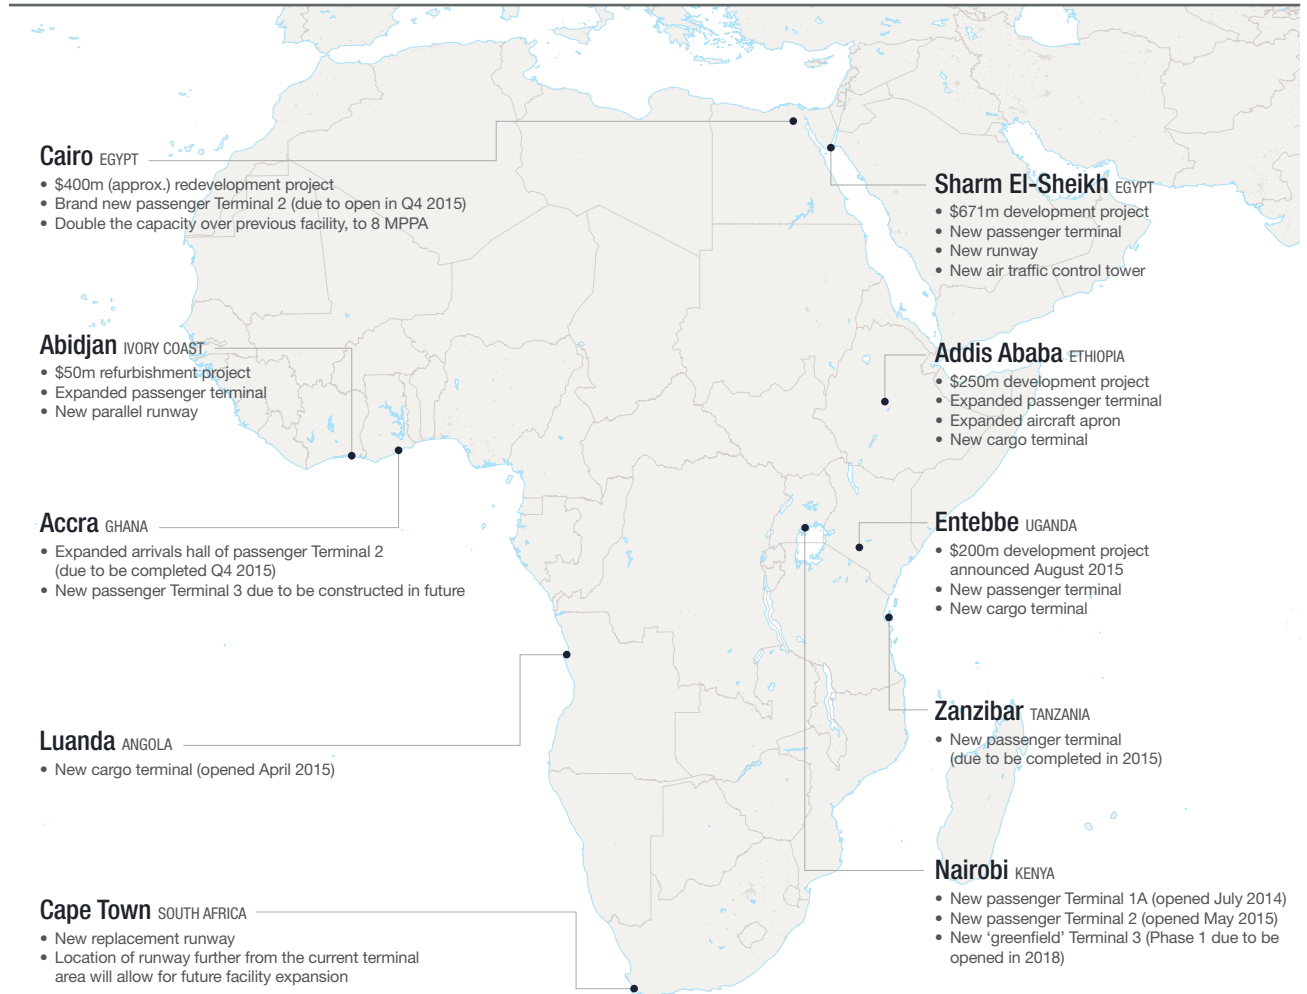 Cairo EGYPT
• $400m (approx.) redevelopment project
• Brand new passenger Terminal 2 (due to open in Q4 2015)
• Double the capacity over previous facility, to 8 MPPA
Abidjan IVORY COAST
• $50m refurbishment project
• Expanded passenger terminal
• New parallel runway
Accra GHANA
• Expanded arrivals hall of passenger Terminal 2
(due to be completed Q4 2015)
• New passenger Terminal 3 due to be constructed in future
Luanda ANGOLA
• New cargo terminal (opened April 2015)
Cape Town SOUTH AFRICA
• New replacement runway
• Location of runway further from the current terminal
area will allow for future facility expansion
Sharm El-Sheikh EGYPT
• $671m development project
• New passenger terminal
• New runway
• New air traffic control tower
Addis Ababa ETHIOPIA
• $250m development project
• Expanded passenger terminal
• Expanded aircraft apron
• New cargo terminal
Entebbe UGANDA
• $200m development project
announced August 2015
• New passenger terminal
• New cargo terminal
Zanzibar TANZANIA
• New passenger terminal
(due to be completed in 2015)
Nairobi KENYA
• New passenger Terminal 1A (opened July 2014)
• New passenger Terminal 2 (opened May 2015)
• New ‘greenfield’ Terminal 3 (Phase 1 due to be
opened in 2018)